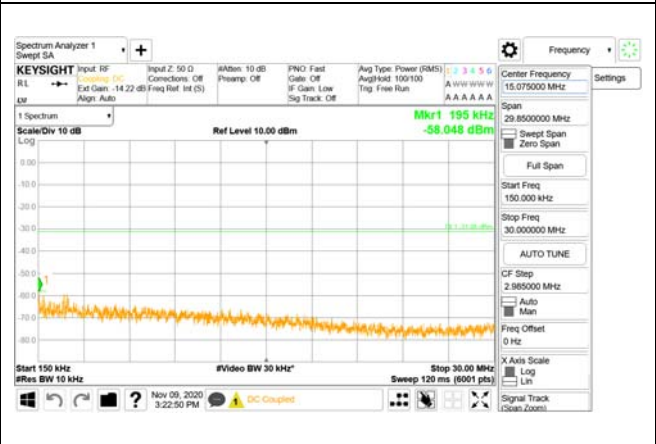 Spectrum Analyzer 1
Swept SA
+
Frequency
KEYSIGHT
Input: RF
Input Z: 50 Ω
#Atten: 10 dB
PNO: Fast
Avg Type: Power (RMS)
1 2 3 4 5 6
RL
Coupling: DC
Corrections: Off
Preamp: Off
Gate: Off
Avg|Hold: 100/100
A W W W W W
Ext Gain: -14.22 dB
Freq Ref: Int (S)
IF Gain: Low
Trig: Free Run
Align: Auto
Sig Track: Off
A A A A A A
1 Spectrum
Mkr1 195 kHz
Scale/Div 10 dB
Ref Level 10.00 dBm
-58.048 dBm
Log
0.00
-10.0
-20.0
-30.0
-40.0
-50.0
1
-60.0
-70.0
-80.0
Start 150 kHz
#Video BW 30 kHz*
Stop 30.00 MHz
#Res BW 10 kHz
Sweep 120 ms (6001 pts)
?
Nov 09, 2020
3:22:50 PM
1
DC Coupled
Center Frequency
15.075000 MHz
Settings
Span
29.8500000 MHz
Swept Span
Zero Span
Full Span
Start Freq
150.000 kHz
Stop Freq
30.000000 MHz
AUTO TUNE
CF Step
2.985000 MHz
Auto
Man
Freq Offset
0 Hz
X Axis Scale
Log
Lin
Signal Track
(Span Zoom)